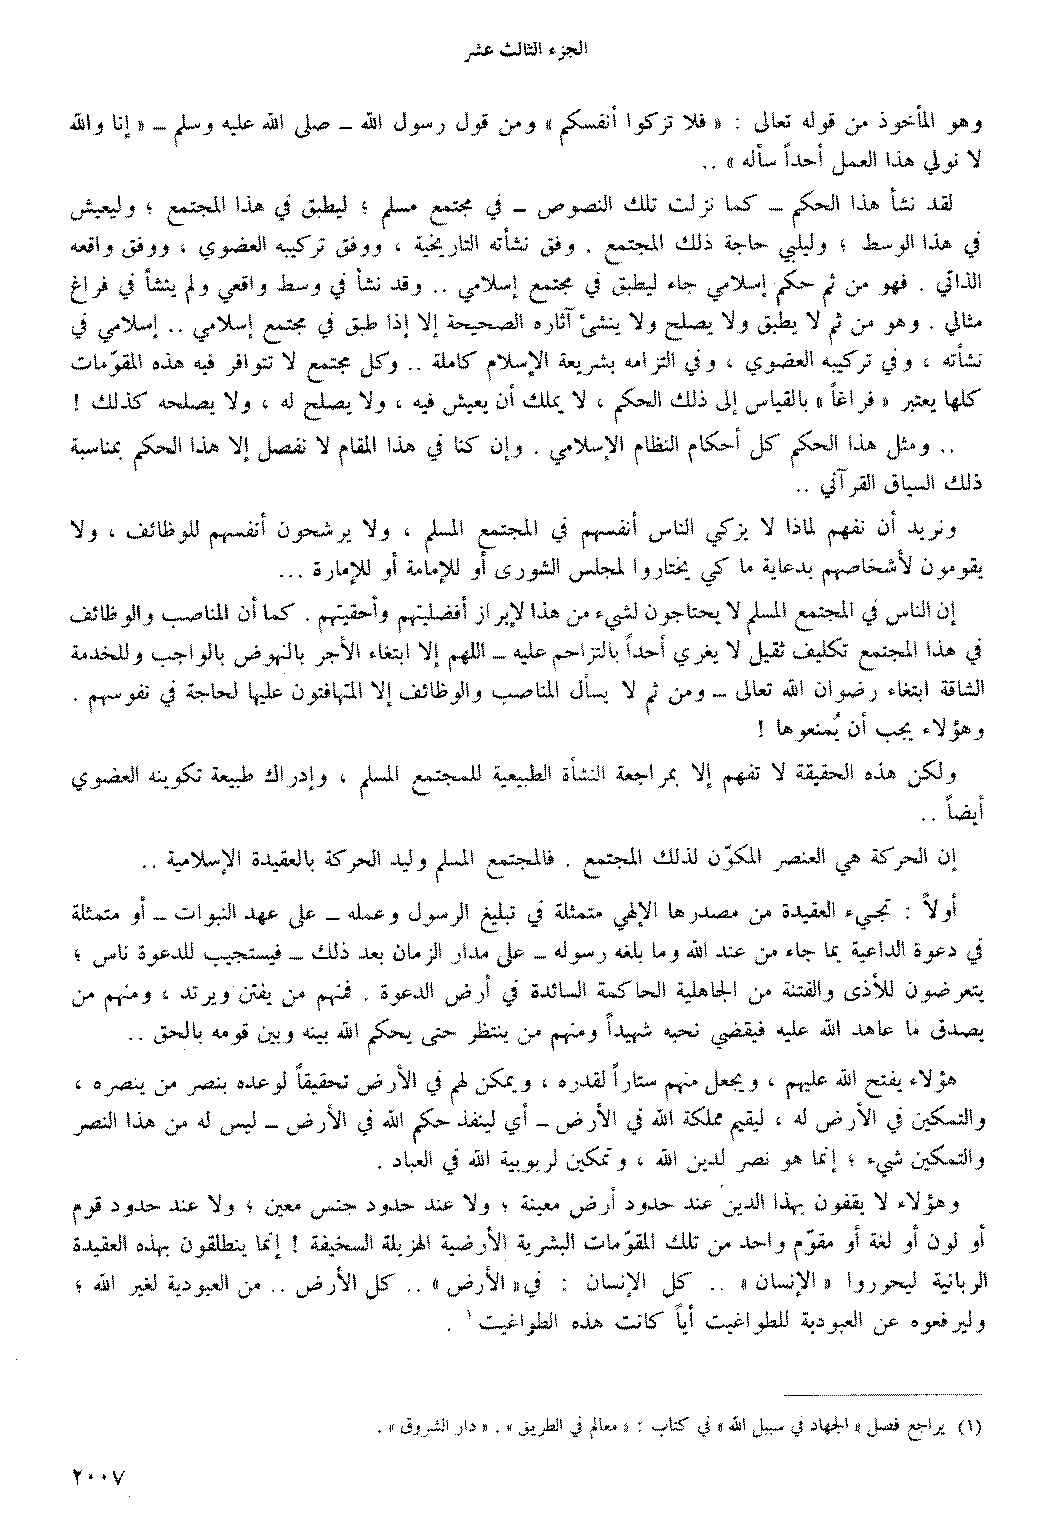 الجزء الثالث عشر
وهو المأخوذ من قوله تعالى : « فلا تزكوا أنفسكم » ومن قول رسول الله ــ صلى الله عليه وسلم ــ « إنا والله
لا نولي هذا العمل أحداً سأله » ..
لقد نشأ هذا الحكم ــ كما نزلت تلك النصوص ــ في مجتمع مسلم ؛ ليطبق في هذا المجتمع ؛ وليعيش
في هذا الوسط ؛ وليلبي حاجة ذلك المجتمع . وفق نشأته التاريخية ، ووفق تركيبه العضوي ، ووفق واقعه
الذاتي . فهو من ثم حكم إسلامي جاء ليطبق في مجتمع إسلامي .. وقد نشأ في وسط واقعي ولم ينشأ في فراغ
مثالي . وهو من ثم لا يطبق ولا يصلح ولا ينشئ آثاره الصحيحة إلا إذا طبق في مجتمع إسلامي .. إسلامي في
نشأته ، وفي تركيبه العضوي ، وفي التزامه بشريعة الإسلام كاملة .. وكل مجتمع لا تتوافر فيه هذه المقوّمات
كلها يعتبر « فراغاً » بالقياس إلى ذلك الحكم ، لا يملك أن يعيش فيه ، ولا يصلح له ، ولا يصلحه كذلك !
.. ومثل هذا الحكم كل أحكام النظام الإسلامي . وإن كنا في هذا المقام لا نفصل إلا هذا الحكم بمناسبة
ذلك السياق القرآني ..
ونريد أن نفهم لماذا لا يزكي الناس أنفسهم في المجتمع المسلم ، ولا يرشحون أنفسهم للوظائف ، ولا
يقومون لأشخاصهم بدعاية ما كي يختاروا لمجلس الشورى أو للإمامة أو للإمارة ...
إن الناس في المجتمع المسلم لا يحتاجون لشيء من هذا لإبراز أفضليتهم وأحقيتهم . كما أن المناصب والوظائف
في هذا المجتمع تكليف ثقيل لا يغري أحداً بالتزاحم عليه ــ اللهم إلا ابتغاء الأجر بالنهوض بالواجب وللخدمة
الشاقة ابتغاء رضوان الله تعالى ــ ومن ثم لا يسأل المناصب والوظائف إلا المتهافتون عليها لحاجة في نفوسهم .
وهؤلاء يجب أن يُمنعوها !
ولكن هذه الحقيقة لا تفهم إلا بمراجعة النشأة الطبيعية للمجتمع المسلم ، وإدراك طبيعة تكوينه العضوي
أيضاً ..
إن الحركة هي العنصر المكوّن لذلك المجتمع . فالمجتمع المسلم وليد الحركة بالعقيدة الإسلامية ..
أولاً : تجيء العقيدة من مصدرها الإلهي متمثلة في تبليغ الرسول وعمله ــ على عهد النبوات ــ أو متمثلة
في دعوة الداعية بما جاء من عند الله وما بلغه رسوله ــ على مدار الزمان بعد ذلك ــ فيستجيب للدعوة ناس ؛
يتعرضون للأذى والفتنة من الجاهلية الحاكمة السائدة في أرض الدعوة . فمنهم من يفتن ويرتد ، ومنهم من
يصدق ما عاهد الله عليه فيقضي نحبه شهيداً ومنهم من ينتظر حتى يحكم الله بينه وبين قومه بالحق ..
هؤلاء يفتح الله عليهم ، ويجعل منهم ستاراً لقدره ، ويمكن لهم في الأرض تحقيقاً لوعده بنصر من ينصره ،
والتمكين في الأرض له ، ليقيم مملكة الله في الأرض ــ أي لينفذ حكم الله في الأرض ــ ليس له من هذا النصر
والتمكين شيء ؛ إنما هو نصر لدين الله ، وتمكين لربوبية الله في العباد .
وهؤلاء لا يقفون بهذا الدين عند حدود أرض معينة ؛ ولا عند حدود جنس معين ؛ ولا عند حدود قوم
أو لون أو لغة أو مقوّم واحد من تلك المقوّمات البشرية الأرضية الهزيلة السخيفة ! إنما ينطلقون بهذه العقيدة
الربانية ليحرروا « الإنسان » .. كل الإنسان : في « الأرض » .. كل الأرض .. من العبودية لغير الله ؛
وليرفعوه عن العبودية للطواغيت أياً كانت هذه الطواغيت ١ .
(١) يراجع فصل « الجهاد في سبيل الله » في كتاب : « معالم في الطريق » . « دار الشروق » .
٢٠٠٧